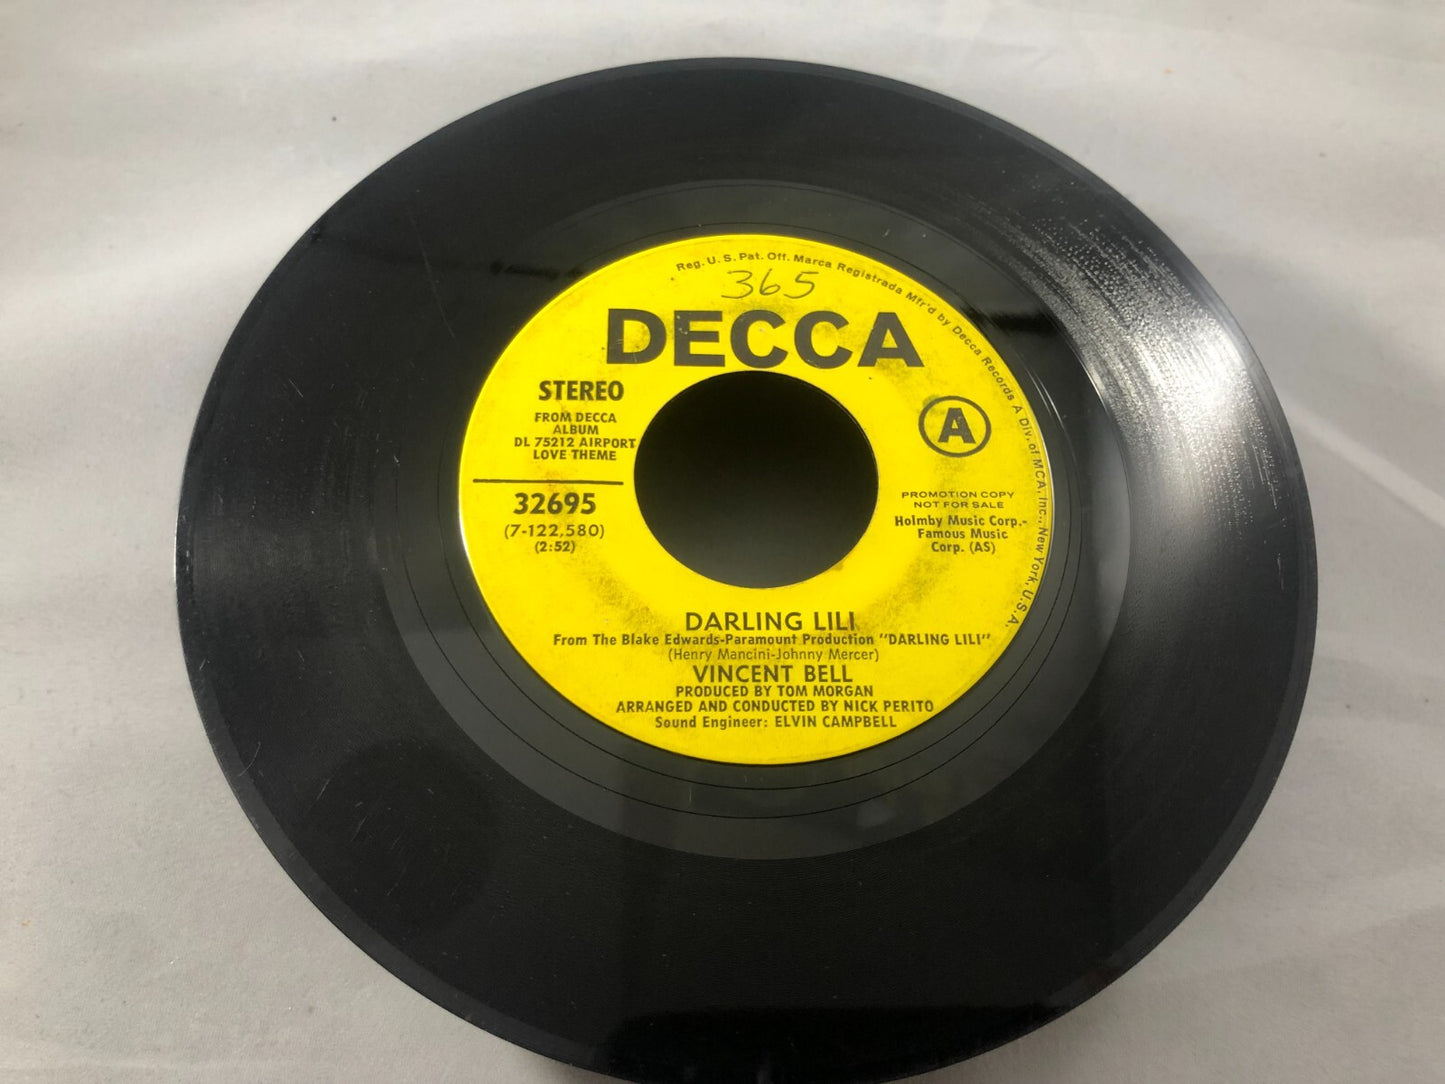 Reg. U.S. Pat. Off. Marca Registrada Mfr'd by Decca Records A Div. of MCA, Inc., New York, U.S.A.
365
DECCA
STEREO
FROM DECCA
ALBUM
DL 75212 AIRPORT
LOVE THEME
32695
(7-122,580)
(2:52)
A
PROMOTION COPY
NOT FOR SALE
Holmby Music Corp.-
Famous Music
Corp. (AS)
DARLING LILI
From The Blake Edwards-Paramount Production "DARLING LILI"
(Henry Mancini-Johnny Mercer)
VINCENT BELL
PRODUCED BY TOM MORGAN
ARRANGED AND CONDUCTED BY NICK PERITO
Sound Engineer: ELVIN CAMPBELL